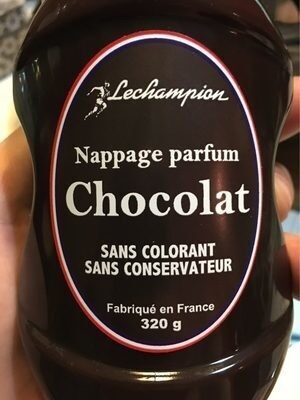 Lechampion
Nappage parfum
Chocolat
SANS COLORANT
SANS CONSERVATEUR
Fabriqué en France
320 g